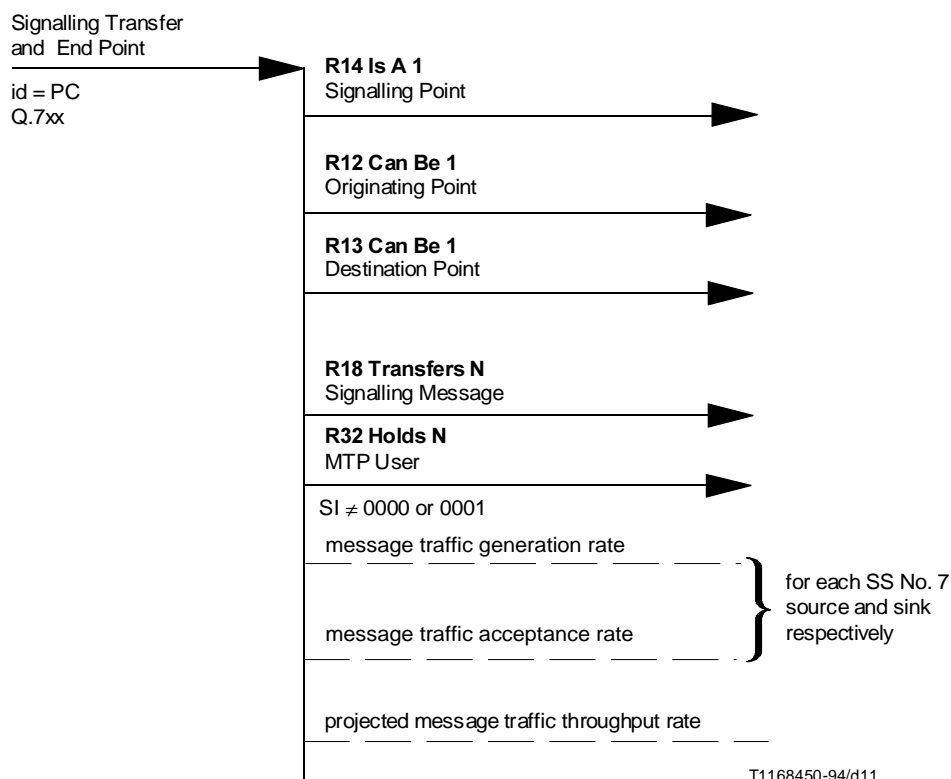 Signalling Transfer
and End Point
id = PC
Q.7xx
R14 Is A 1
Signalling Point
R12 Can Be 1
Originating Point
R13 Can Be 1
Destination Point
R18 Transfers N
Signalling Message
R32 Holds N
MTP User
SI ≠ 0000 or 0001
message traffic generation rate
for each SS No. 7
source and sink
respectively
message traffic acceptance rate
projected message traffic throughput rate
T1168450-94/d11